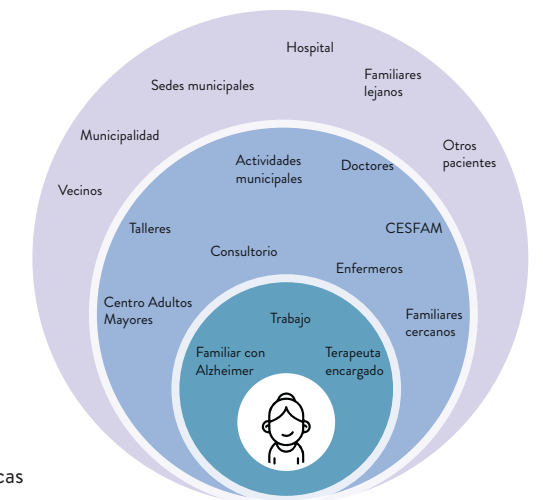 Hospital
Familiares
lejanos
Sedes municipales
Municipalidad
Otros
pacientes
Vecinos
Actividades
municipales
Doctores
Talleres
CESFAM
Consultorio
Enfermeros
Centro Adultos
Mayores
Familiares
cercanos
Trabajo
Familiar con
Alzheimer
Terapeuta
encargado
cas